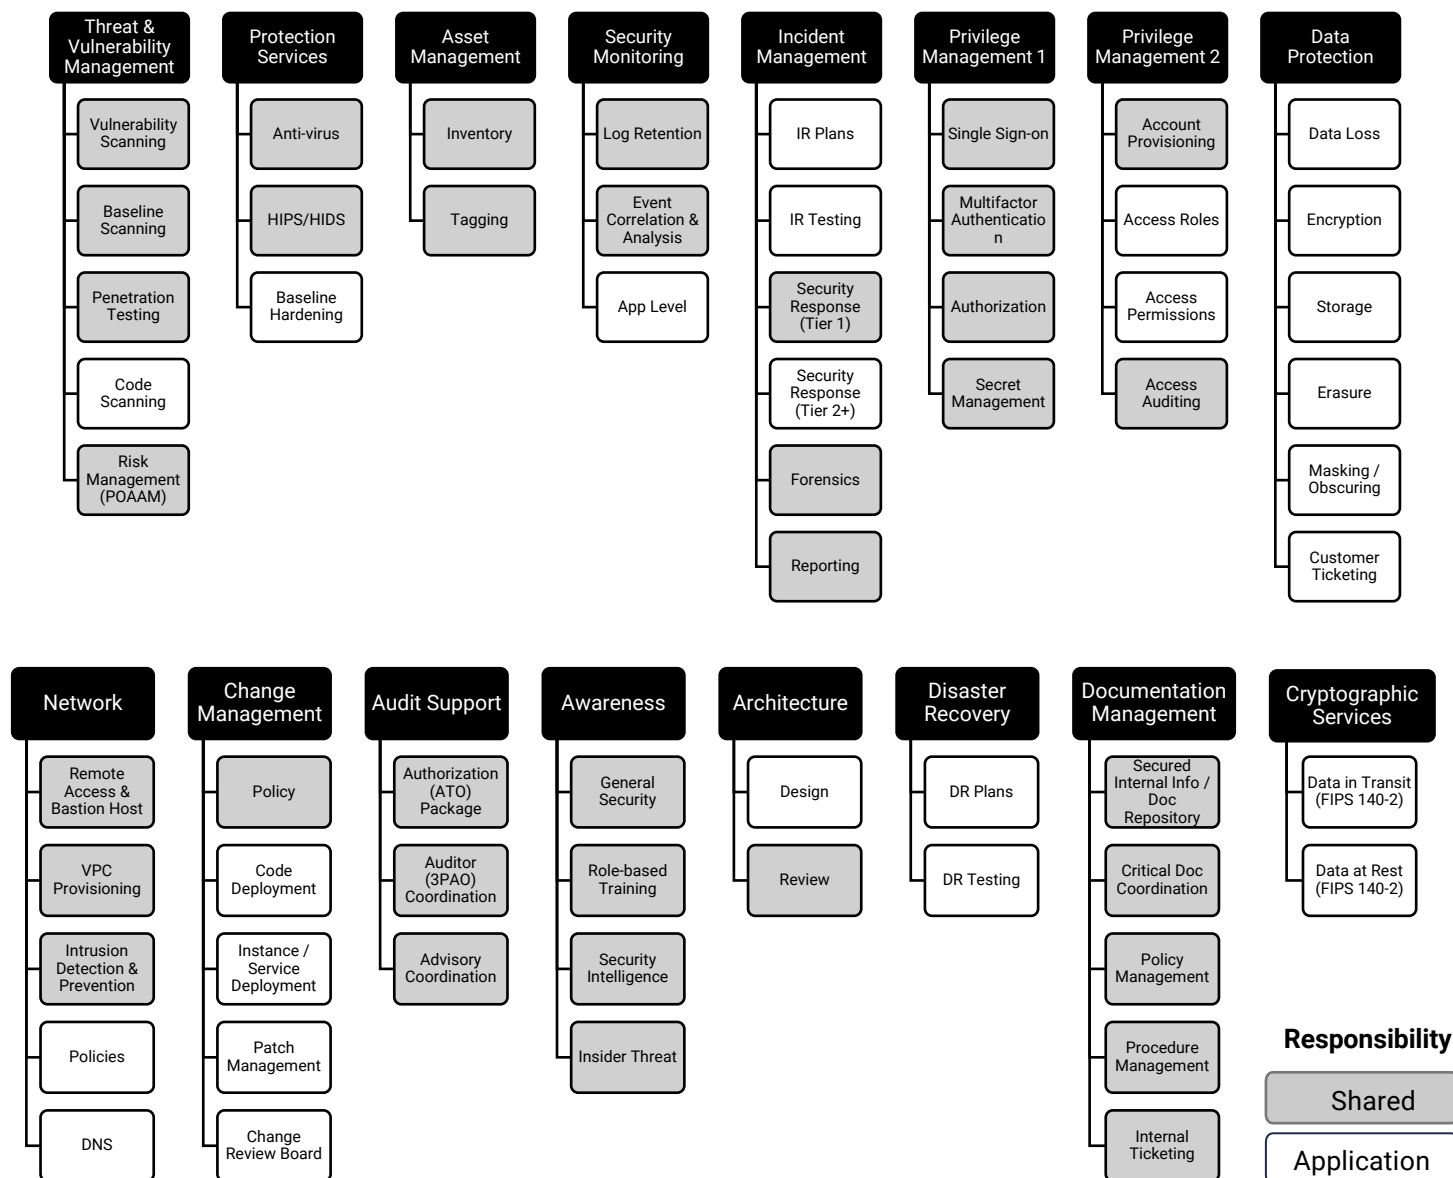 Threat &
Vulnerability
Management
Vulnerability
Scanning
Baseline
Scanning
Penetration
Testing
Code
Scanning
Risk
Management
(POAAM)
Protection
Services
Anti-virus
HIPS/HIDS
Baseline
Hardening
Asset
Management
Inventory
Tagging
Security
Monitoring
Log Retention
Event
Correlation &
Analysis
App Level
Incident
Management
IR Plans
IR Testing
Security
Response
(Tier 1)
Security
Response
(Tier 2+)
Forensics
Reporting
Privilege
Management 1
Single Sign-on
Multifactor
Authenticatio
n
Authorization
Secret
Management
Privilege
Management 2
Account
Provisioning
Access Roles
Access
Permissions
Access
Auditing
Data
Protection
Data Loss
Encryption
Storage
Erasure
Masking /
Obscuring
Customer
Ticketing
Network
Remote
Access &
Bastion Host
VPC
Provisioning
Intrusion
Detection &
Prevention
Policies
DNS
Change
Management
Policy
Code
Deployment
Instance /
Service
Deployment
Patch
Management
Change
Review Board
Audit Support
Authorization
(ATO)
Package
Auditor
(3PAO)
Coordination
Advisory
Coordination
Awareness
General
Security
Role-based
Training
Security
Intelligence
Insider Threat
Architecture
Design
Review
Disaster
Recovery
DR Plans
DR Testing
Documentation
Management
Secured
Internal Info /
Doc
Repository
Critical Doc
Coordination
Policy
Management
Procedure
Management
Internal
Ticketing
Cryptographic
Services
Data in Transit
(FIPS 140-2)
Data at Rest
(FIPS 140-2)
Responsibility
Shared
Application